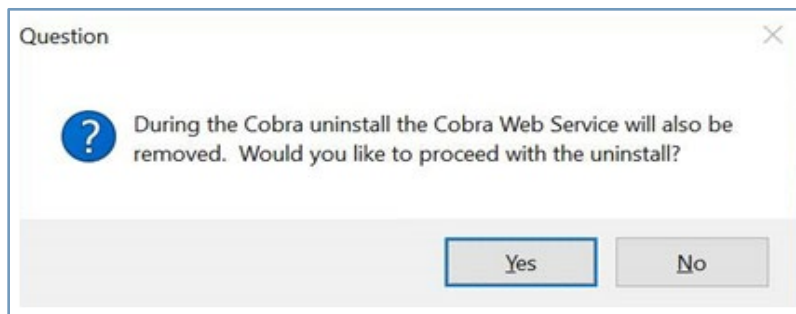 Question
During the Cobra uninstall the Cobra Web Service will also be
removed.  Would you like to proceed with the uninstall?
Yes
No